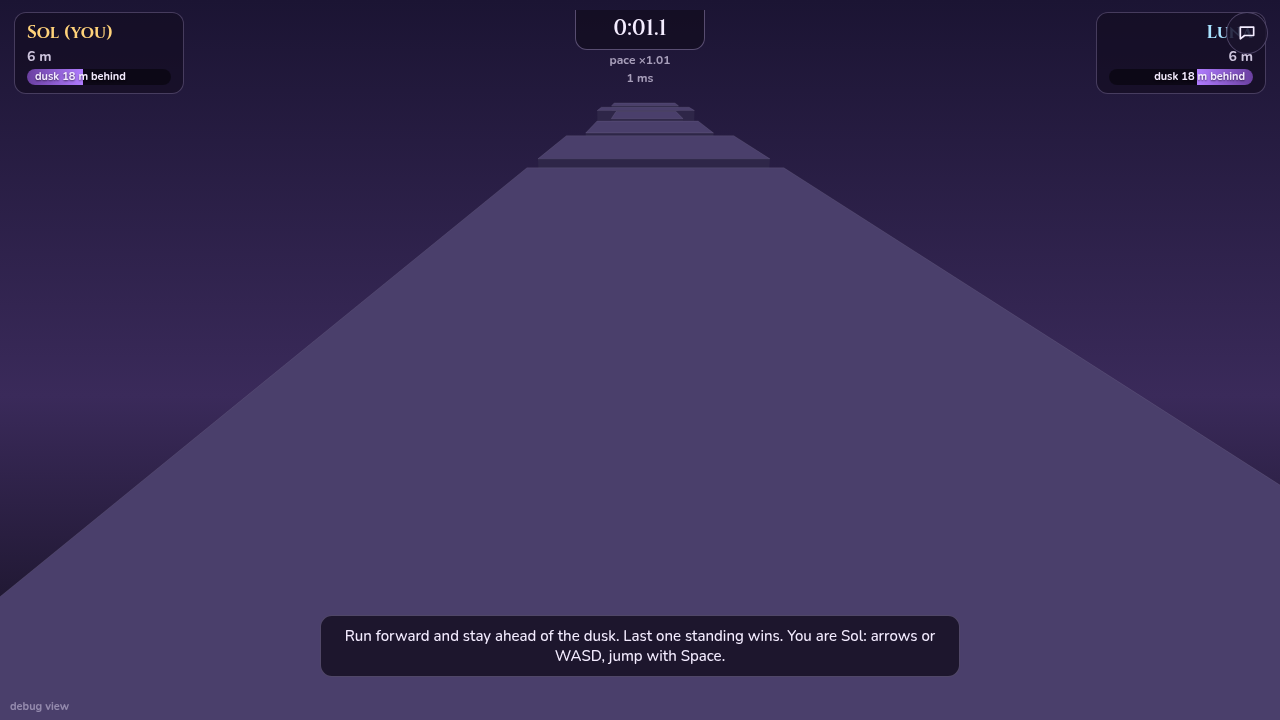 Sol (you)
6 m
dusk 18 m behind
0:01.1
pace ×1.01
1 ms
6 m
dusk 18 m behind
Run forward and stay ahead of the dusk. Last one standing wins. You are Sol: arrows or
WASD, jump with Space.
debug view